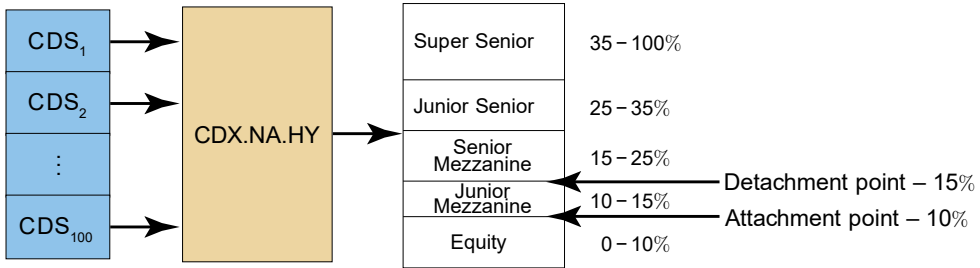 CDS1
CDS2
⋮
CDS100
CDX.NA.HY
Super Senior
35 – 100%
Junior Senior
25 – 35%
Senior
Mezzanine
15 – 25%
Junior
Mezzanine
10 – 15%
Equity
0 – 10%
Detachment point – 15%
Attachment point – 10%